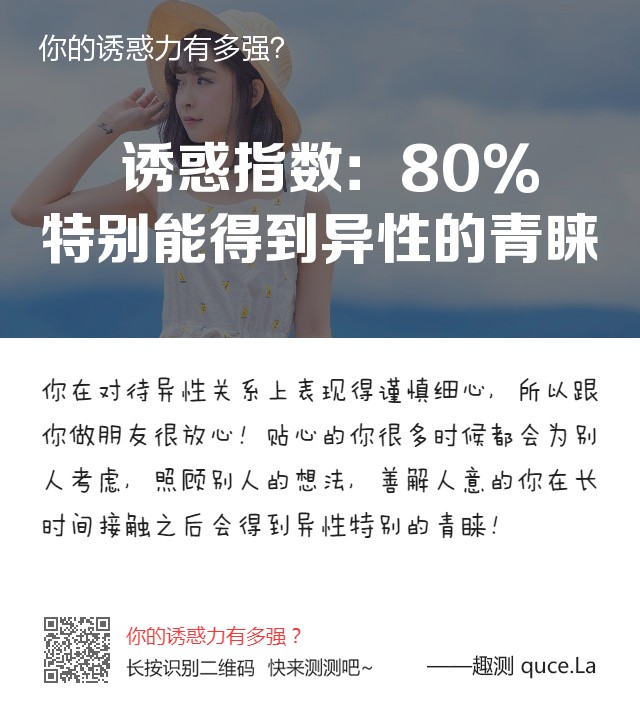 你的诱惑力有多强?
诱惑指数: 80%
特别能得到异性的青睐
你在对待异性关系上表现得谨慎细心, 所以跟
你做朋友很放心! 贴心的你很多时候都会为别
人考虑, 照顾别人的想法, 善解人意的你在长
时间接触之后会得到异性特别的青睐!
你的诱惑力有多强？
长按识别二维码 快来测测吧~
——趣测 quce.La